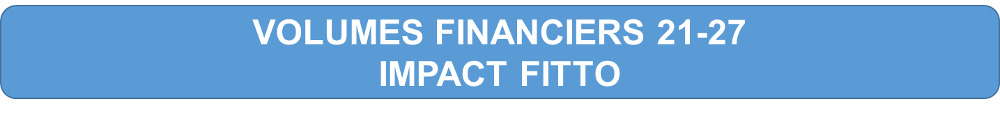 VOLUMES FINANCIERS 21-27
IMPACT FITTO